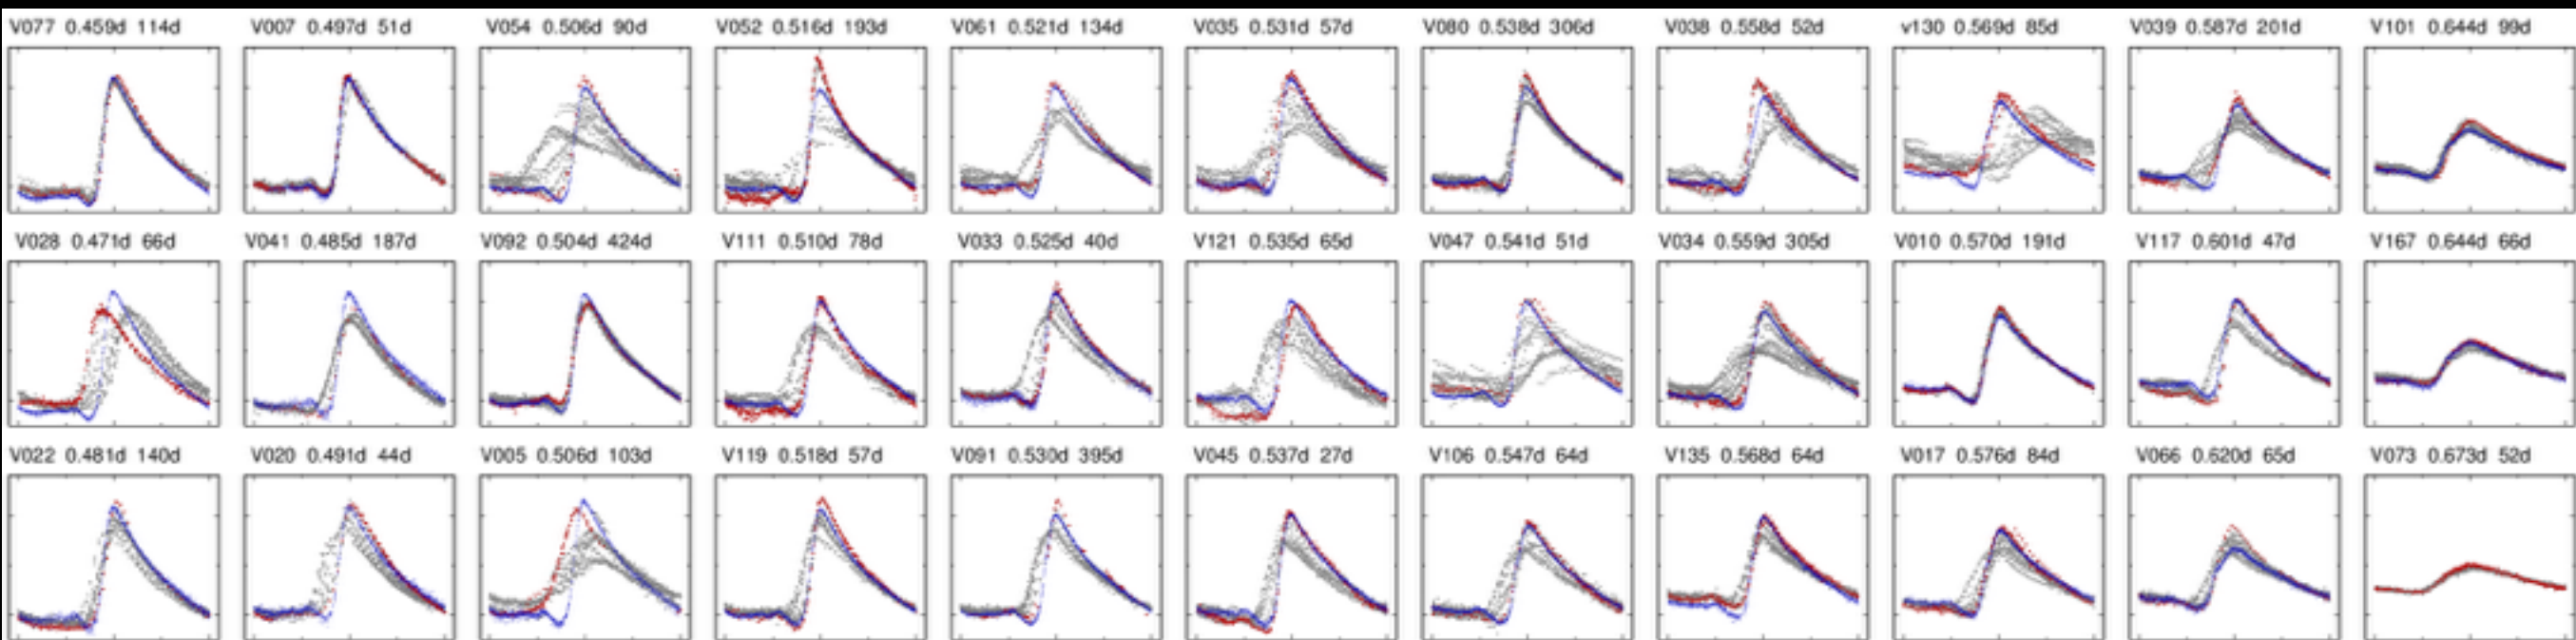 V077 0.459d 114d
V007 0.497d 51d
V054 0.506d 90d
V052 0.516d 193d
V061 0.521d 134d
V035 0.531d 57d
V080 0.538d 306d
V038 0.558d 52d
v130 0.569d 85d
V039 0.587d 201d
V101 0.644d 99d
V028 0.471d 66d
V041 0.485d 187d
V092 0.504d 424d
V111 0.510d 78d
V033 0.525d 40d
V121 0.535d 65d
V047 0.541d 51d
V034 0.559d 305d
V010 0.570d 191d
V117 0.601d 47d
V167 0.644d 66d
V022 0.481d 140d
V020 0.491d 44d
V005 0.506d 103d
V119 0.518d 57d
V091 0.530d 395d
V045 0.537d 27d
V106 0.547d 64d
V135 0.568d 64d
V017 0.576d 84d
V066 0.620d 65d
V073 0.673d 52d